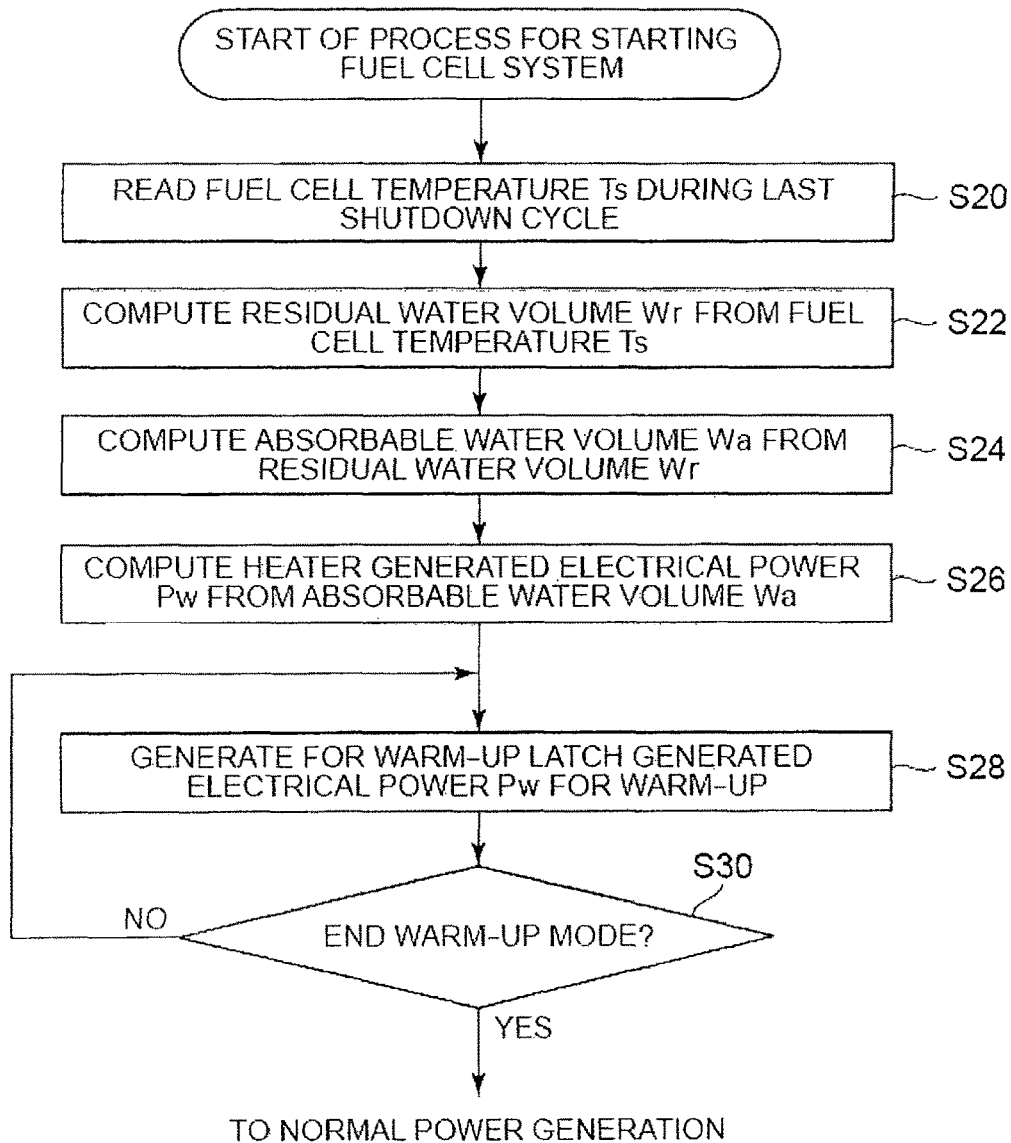 START OF PROCESS FOR STARTING
FUEL CELL SYSTEM
READ FUEL CELL TEMPERATURE Ts DURING LAST
SHUTDOWN CYCLE
S20
COMPUTE RESIDUAL WATER VOLUME Wr FROM FUEL
CELL TEMPERATURE Ts
S22
COMPUTE ABSORBABLE WATER VOLUME Wa FROM
RESIDUAL WATER VOLUME Wr
S24
COMPUTE HEATER GENERATED ELECTRICAL POWER
Pw FROM ABSORBABLE WATER VOLUME Wa
S26
GENERATE FOR WARM-UP LATCH GENERATED
ELECTRICAL POWER Pw FOR WARM-UP
S28
S30
NO
END WARM-UP MODE?
YES
TO NORMAL POWER GENERATION